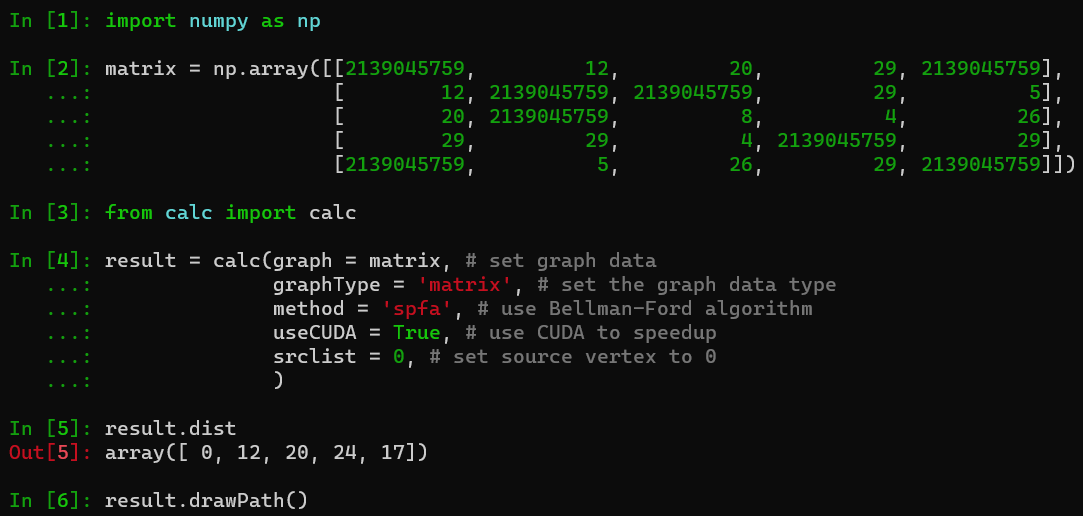 In [1]: import numpy as np
In [2]: matrix = np.array([[2139045759,         12,         20,         29, 2139045759],
   ...:                    [        12, 2139045759, 2139045759,         29,          5],
   ...:                    [        20, 2139045759,          8,          4,         26],
   ...:                    [        29,         29,          4, 2139045759,         29],
   ...:                    [2139045759,          5,         26,         29, 2139045759]])
In [3]: from calc import calc
In [4]: result = calc(graph = matrix, # set graph data
   ...:               graphType = 'matrix', # set the graph data type
   ...:               method = 'spfa', # use Bellman-Ford algorithm
   ...:               useCUDA = True, # use CUDA to speedup
   ...:               srclist = 0, # set source vertex to 0
   ...:               )
In [5]: result.dist
Out[5]: array([ 0, 12, 20, 24, 17])
In [6]: result.drawPath()